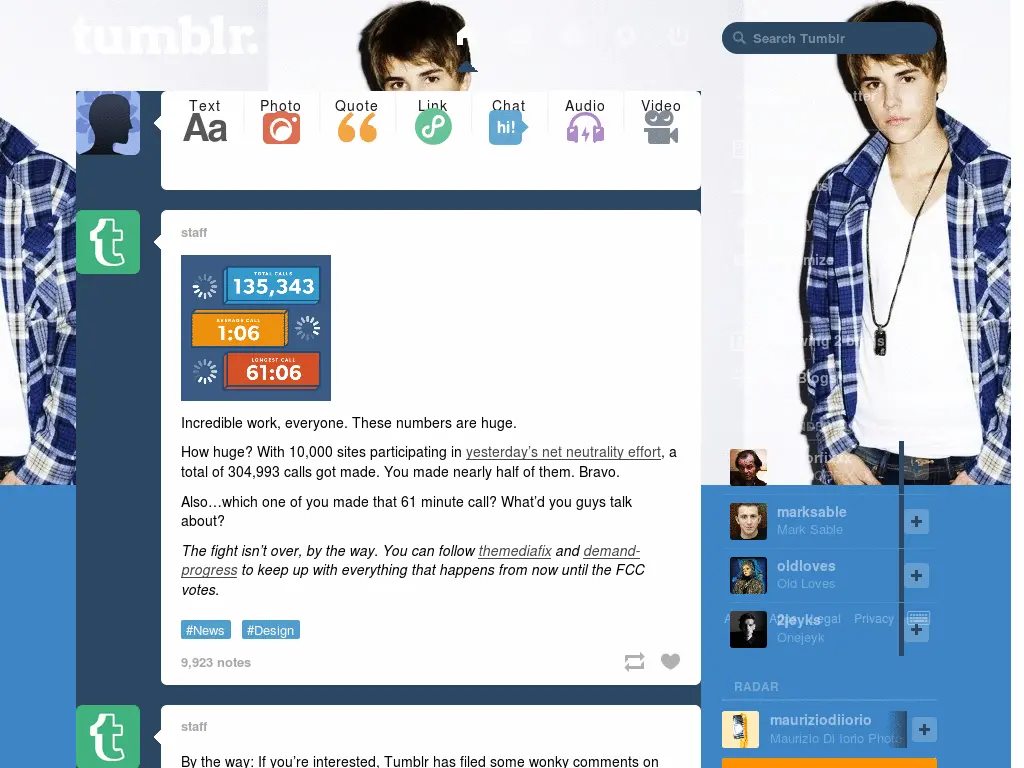 tumblr.
Search Tumblr
Text Photo Quote Link Chat Audio Video
Aa
hi!
staff
TOTAL CALLS
135,343
AVERAGE CALL
1:06
LONGEST CALL
61:06
Incredible work, everyone. These numbers are huge.
How huge? With 10,000 sites participating in yesterday's net neutrality effort, a
total of 304,993 calls got made. You made nearly half of them. Bravo.
Also…which one of you made that 61 minute call? What'd you guys talk
about?
The fight isn't over, by the way. You can follow themediafix and demand-
progress to keep up with everything that happens from now until the FCC
votes.
#News #Design
9,923 notes
staff
By the way: If you're interested, Tumblr has filed some wonky comments on
marksable
Mark Sable
oldloves
Old Loves
2jeyks
Onejeyk
Legal Privacy
RADAR
mauriziodiiorio
Maurizio Di Iorio Photo